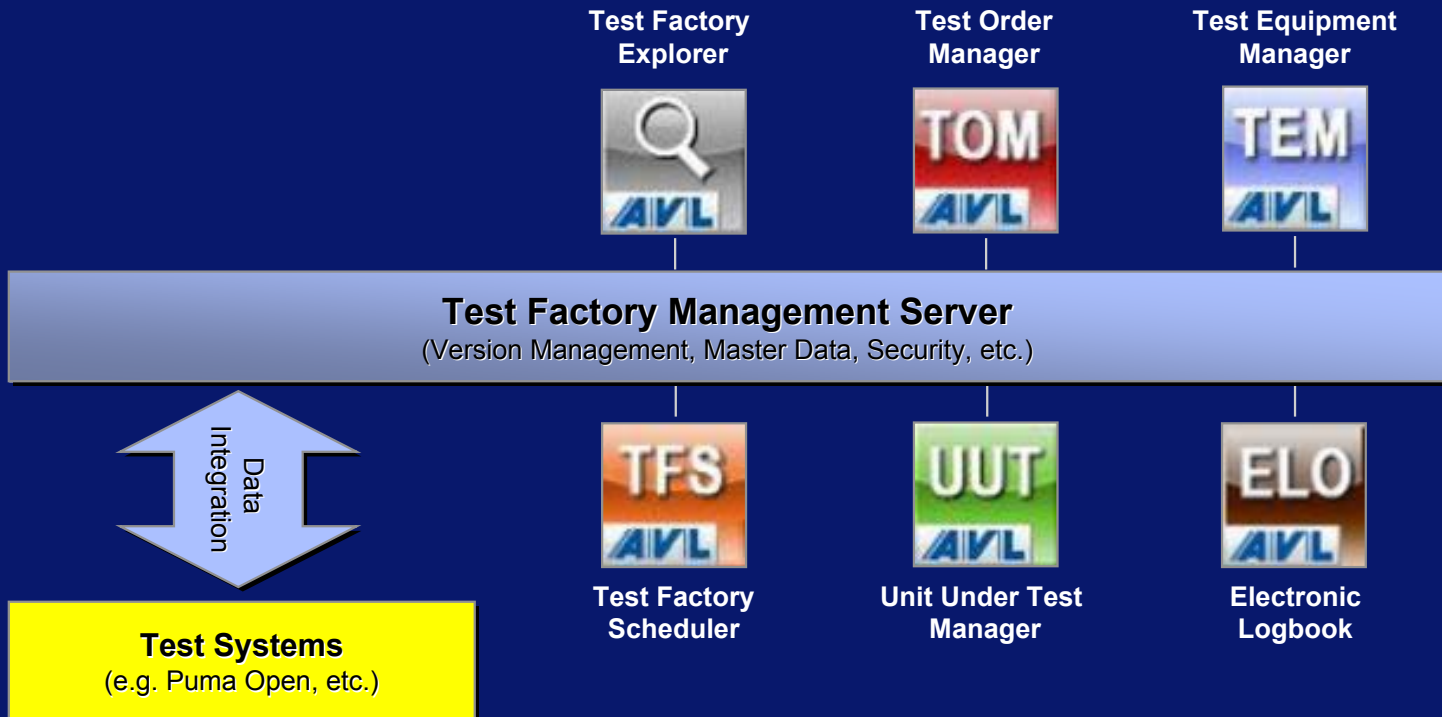 Test Factory
Explorer
Test Order
Manager
Test Equipment
Manager
AVL
TOM
AVL
TEM
AVL
Test Factory Management Server
(Version Management, Master Data, Security, etc.)
Data
Integration
TFS
AVL
UUT
AVL
ELO
AVL
Test Factory
Scheduler
Unit Under Test
Manager
Electronic
Logbook
Test Systems
(e.g. Puma Open, etc.)